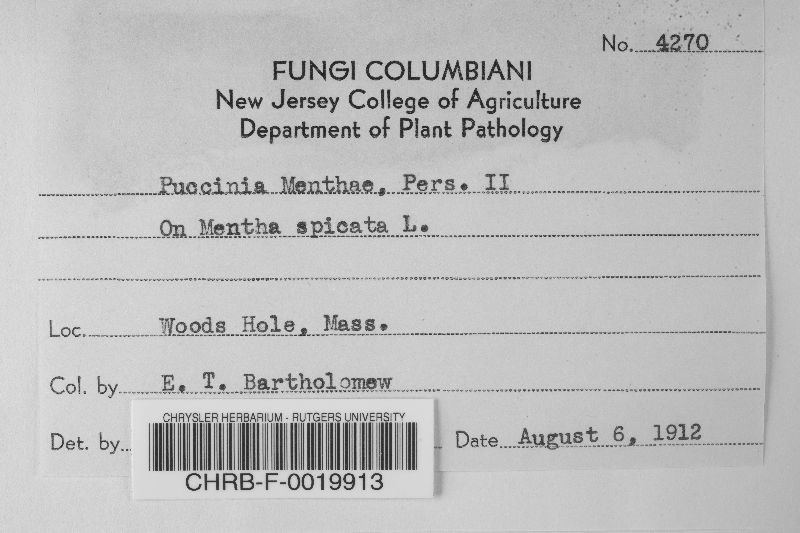 No. 4270
FUNGI COLUMBIANI
New Jersey College of Agriculture
Department of Plant Pathology
Puccinia Menthae, Pers. II
On Mentha spicata L.
Loc. Woods Hole, Mass.
Col. by E. T. Bartholomew
Det. by
Date August 6, 1912
CHRYSLER HERBARIUM - RUTGERS UNIVERSITY
CHRB-F-0019913